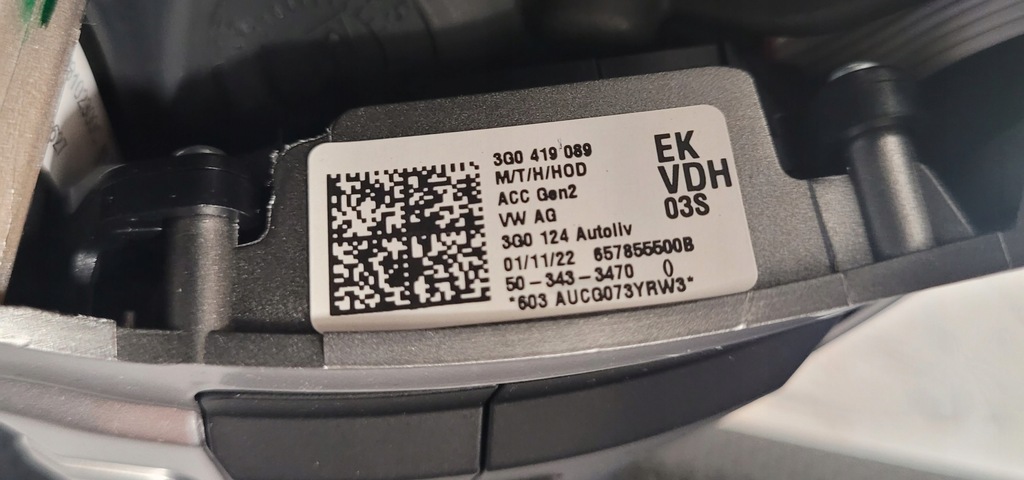 3G0 419 089
M/T/H/HOD
ACC Gen2
VW AG
3G0 124 Autoliv
01/11/22 657855500B
50-343-3470 ()
*603 AUCG073YRW3*
EK
VDH
03S